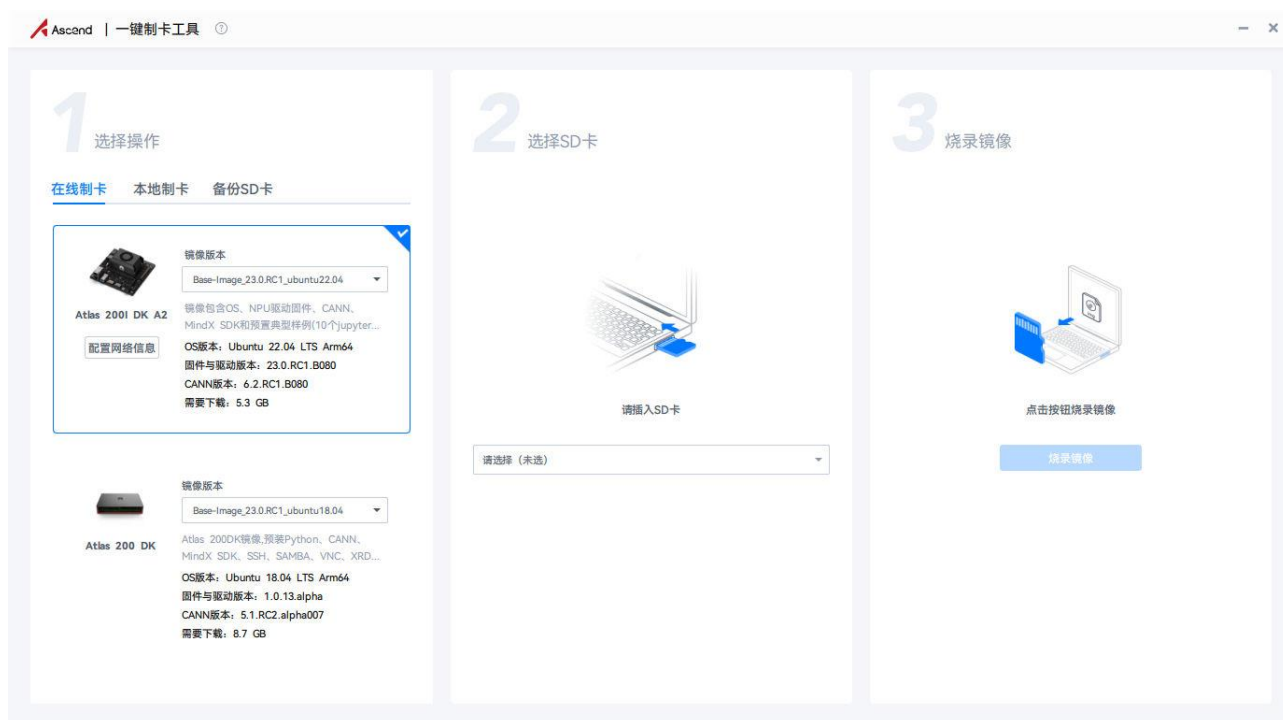 Ascend | 一键制卡工具 ?
1 选择操作
在线制卡 本地制卡 备份SD卡
镜像版本
Base-Image_23.0.RC1_ubuntu22.04
Atlas 200I DK A2
配置网络信息
镜像包含OS、NPU驱动固件、CANN、
MindX SDK和预置典型样例(10个jupyter...
OS版本：Ubuntu 22.04 LTS Arm64
固件与驱动版本：23.0.RC1.B080
CANN版本：6.2.RC1.B080
需要下载：5.3 GB
镜像版本
Base-Image_23.0.RC1_ubuntu18.04
Atlas 200 DK
Atlas 200DK镜像,预装Python、CANN、
MindX SDK、SSH、SAMBA、VNC、XRD...
OS版本：Ubuntu 18.04 LTS Arm64
固件与驱动版本：1.0.13.alpha
CANN版本：5.1.RC2.alpha007
需要下载：8.7 GB
2 选择SD卡
请插入SD卡
请选择（未选）
3 烧录镜像
点击按钮烧录镜像
烧录镜像